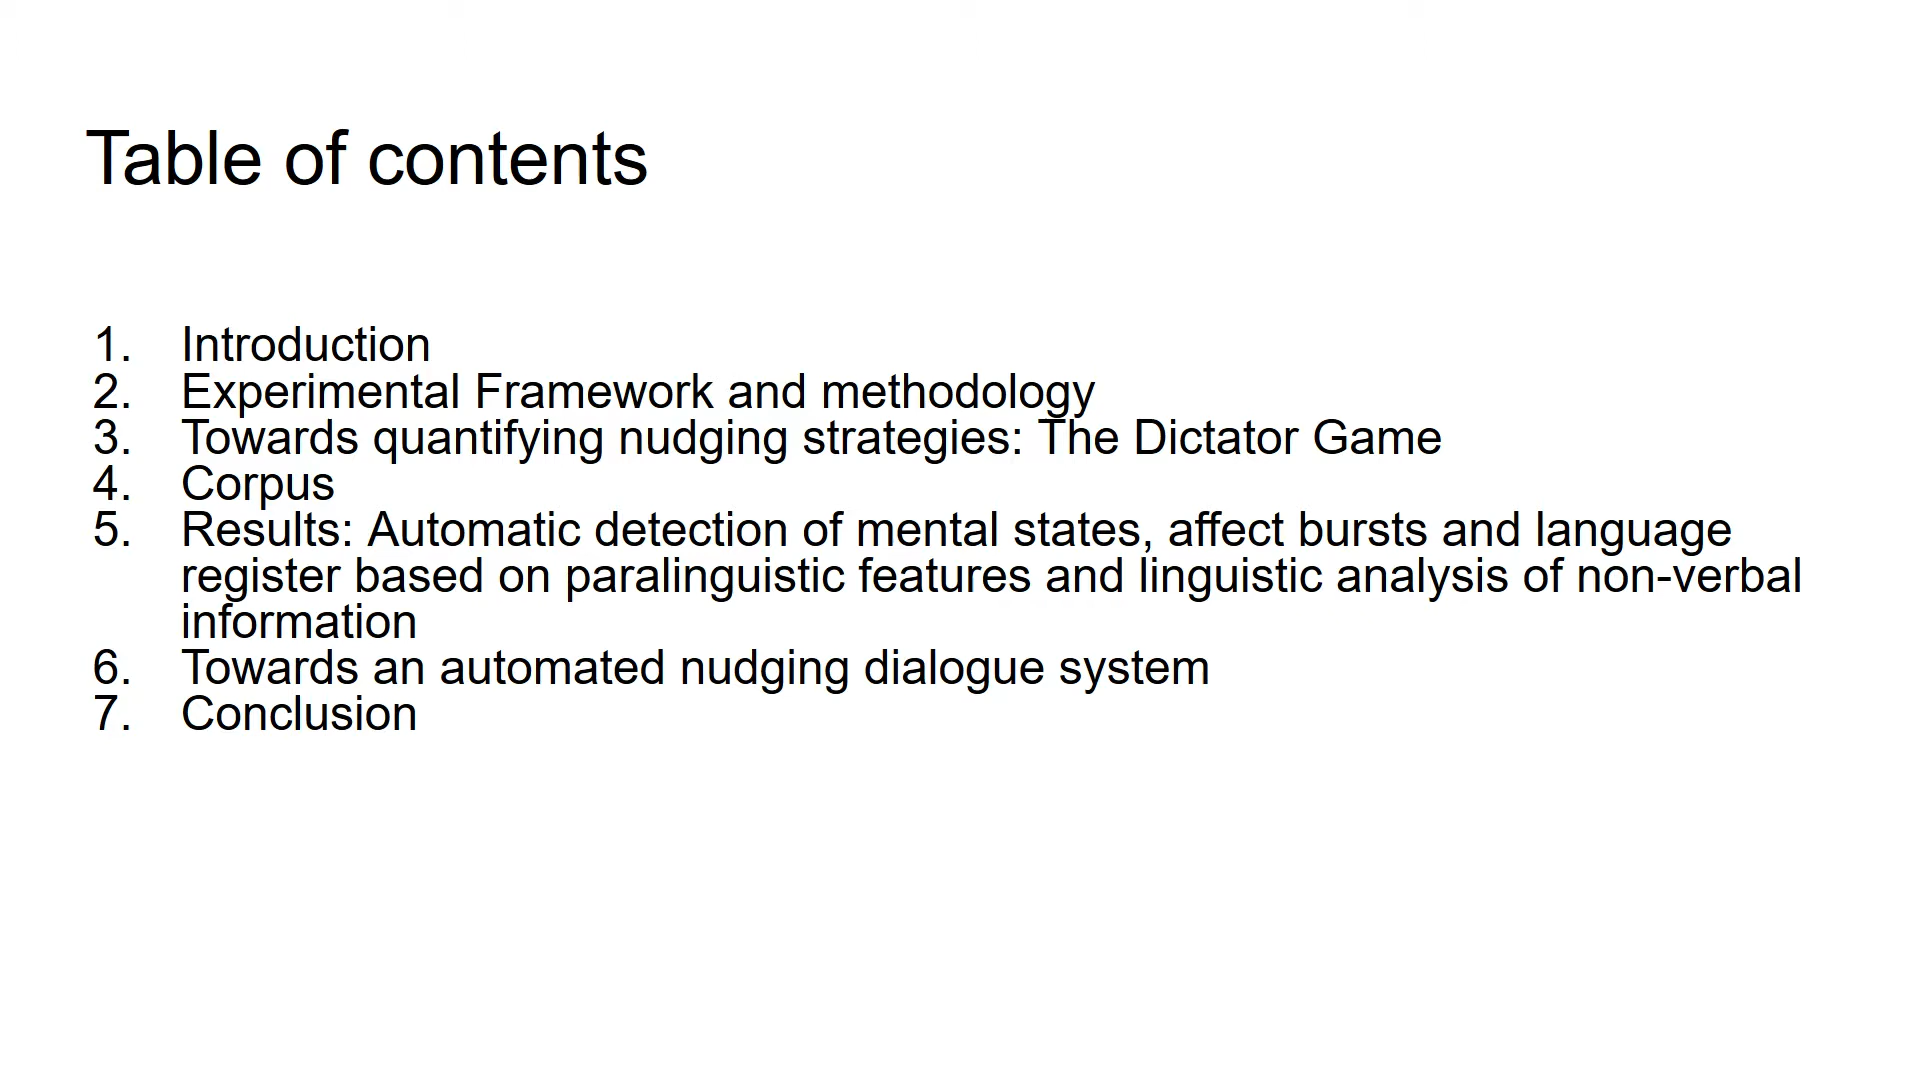 Table of contents
1. Introduction
2. Experimental Framework and methodology
3. Towards quantifying nudging strategies: The Dictator Game
4. Corpus
5. Results: Automatic detection of mental states, affect bursts and language
register based on paralinguistic features and linguistic analysis of non-verbal
information
6. Towards an automated nudging dialogue system
7. Conclusion